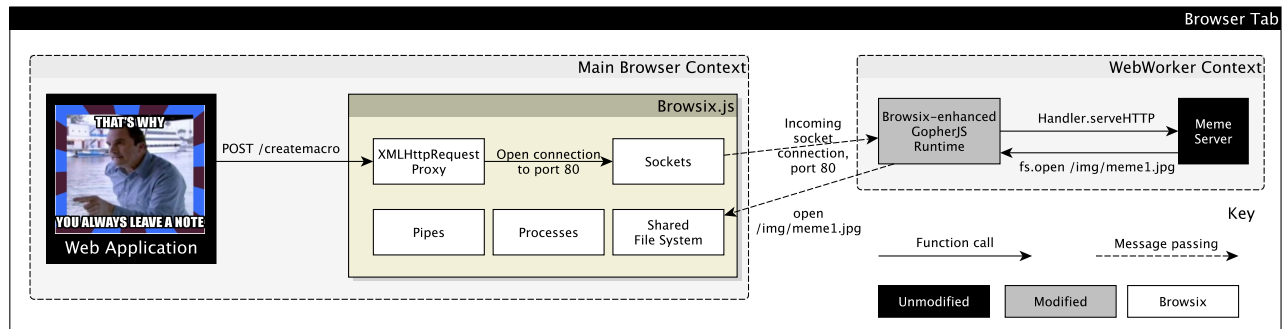 Browser Tab
Main Browser Context
THAT'S WHY
YOU ALWAYS LEAVE A NOTE
Web Application
POST /createmacro
Browsix.js
XMLHttpRequest
Proxy
Open connection
to port 80
Sockets
Pipes
Processes
Shared
File System
Incoming
socket
connection,
port 80
open
/img/meme1.jpg
WebWorker Context
Browsix-enhanced
GopherJS
Runtime
Handler.serveHTTP
fs.open /img/meme1.jpg
Meme
Server
Key
Function call
Message passing
Unmodified
Modified
Browsix